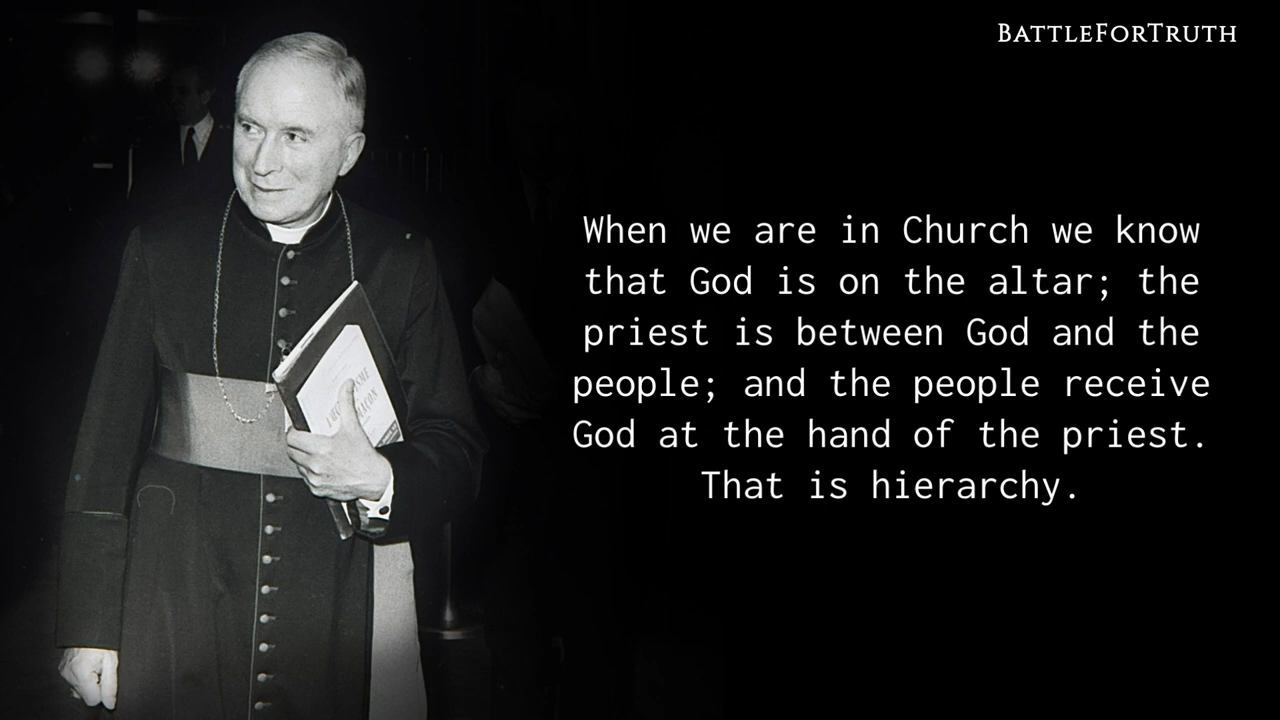 BATTLEFORTRUTH
When we are in Church we know
that God is on the altar; the
priest is between God and the
people; and the people receive
God at the hand of the priest.
That is hierarchy.